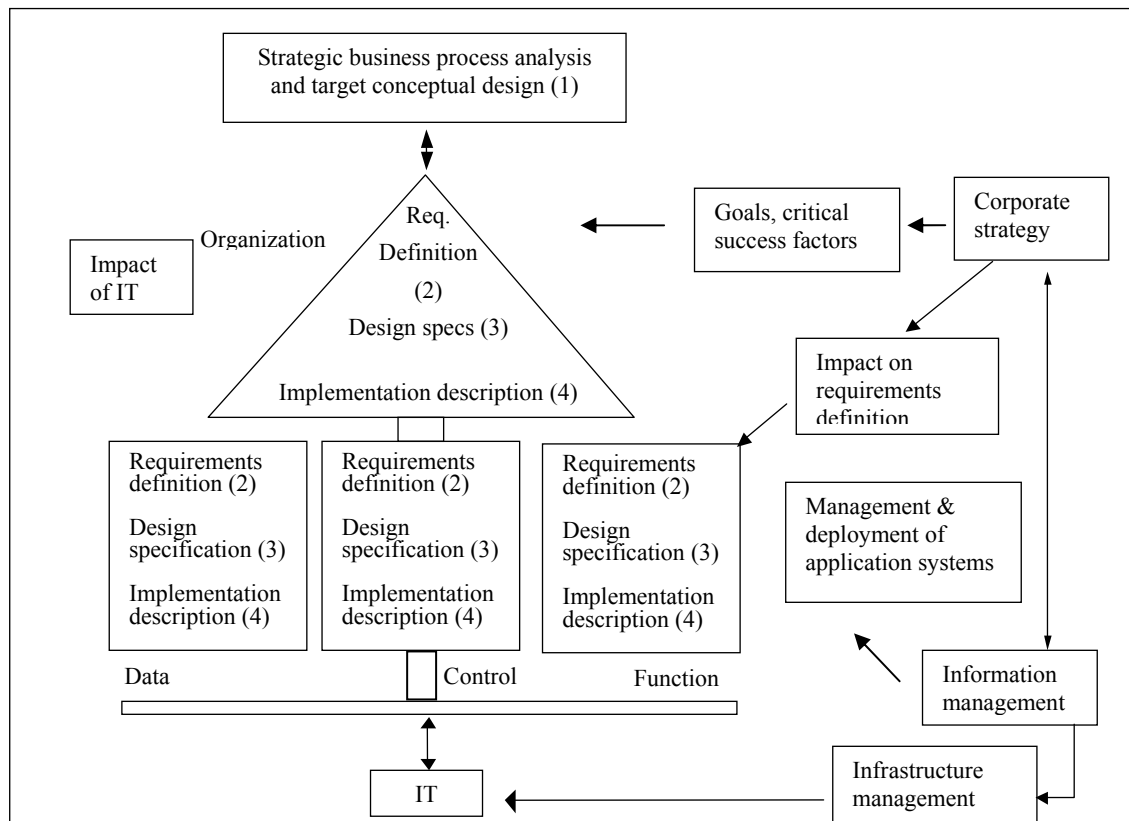 Strategic business process analysis
and target conceptual design (1)
Organization
Impact
of IT
Req.
Definition
(2)
Design specs (3)
Implementation description (4)
Goals, critical
success factors
Corporate
strategy
Impact on
requirements
definition
Requirements
definition (2)
Design
specification (3)
Implementation
description (4)
Requirements
definition (2)
Design
specification (3)
Implementation
description (4)
Requirements
definition (2)
Design
specification (3)
Implementation
description (4)
Management &
deployment of
application systems
Data
Control
Function
Information
management
Infrastructure
management
IT